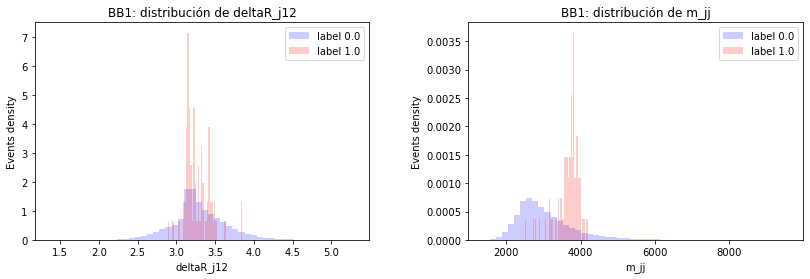 BB1: distribución de deltaR_j12
label 0.0
label 1.0
Events density
7
6
5
4
3
2
1
0
1.5 2.0 2.5 3.0 3.5 4.0 4.5 5.0
deltaR_j12
BB1: distribución de m_jj
label 0.0
label 1.0
Events density
0.0035
0.0030
0.0025
0.0020
0.0015
0.0010
0.0005
0.0000
2000 4000 6000 8000
m_jj